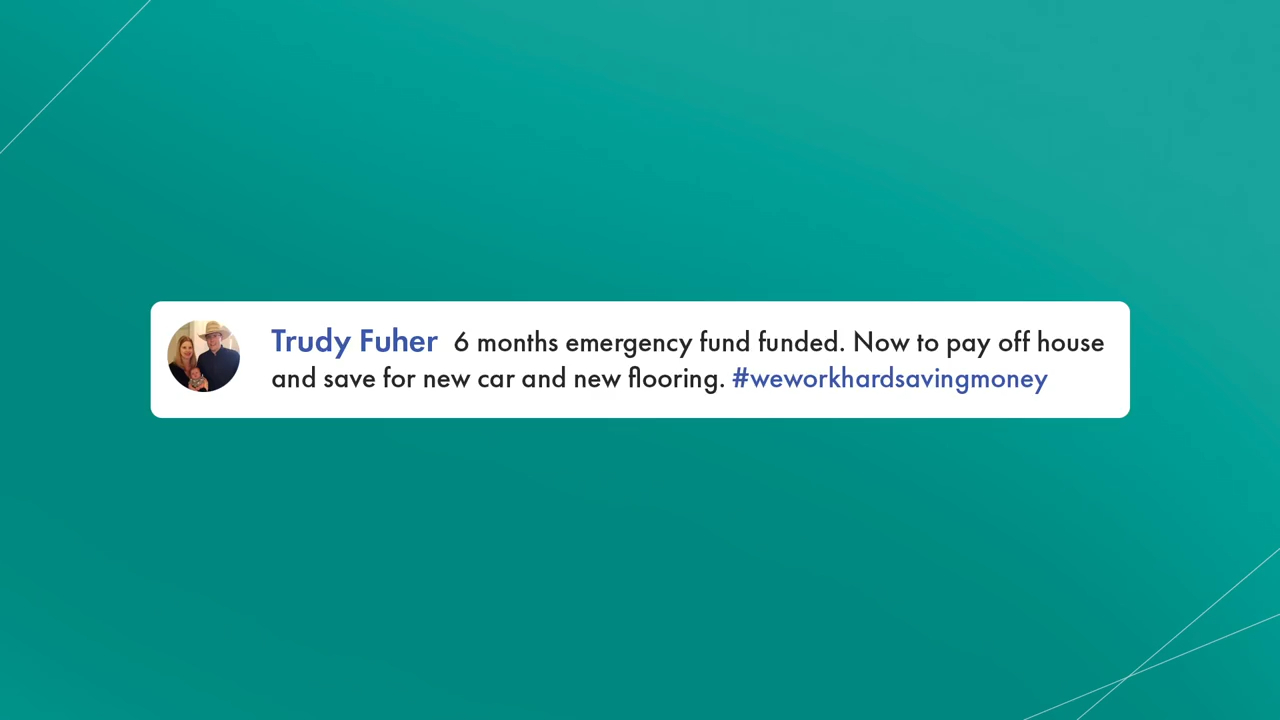 Trudy Fuher 6 months emergency fund funded. Now to pay off house
and save for new car and new flooring. #weworkhardsavingmoney